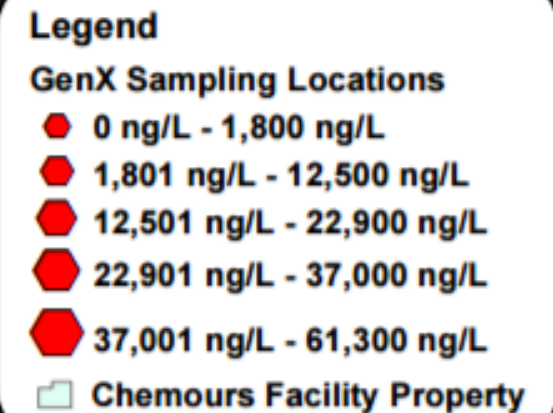 Legend
GenX Sampling Locations
0 ng/L - 1,800 ng/L
1,801 ng/L - 12,500 ng/L
12,501 ng/L - 22,900 ng/L
22,901 ng/L - 37,000 ng/L
37,001 ng/L - 61,300 ng/L
Chemours Facility Property